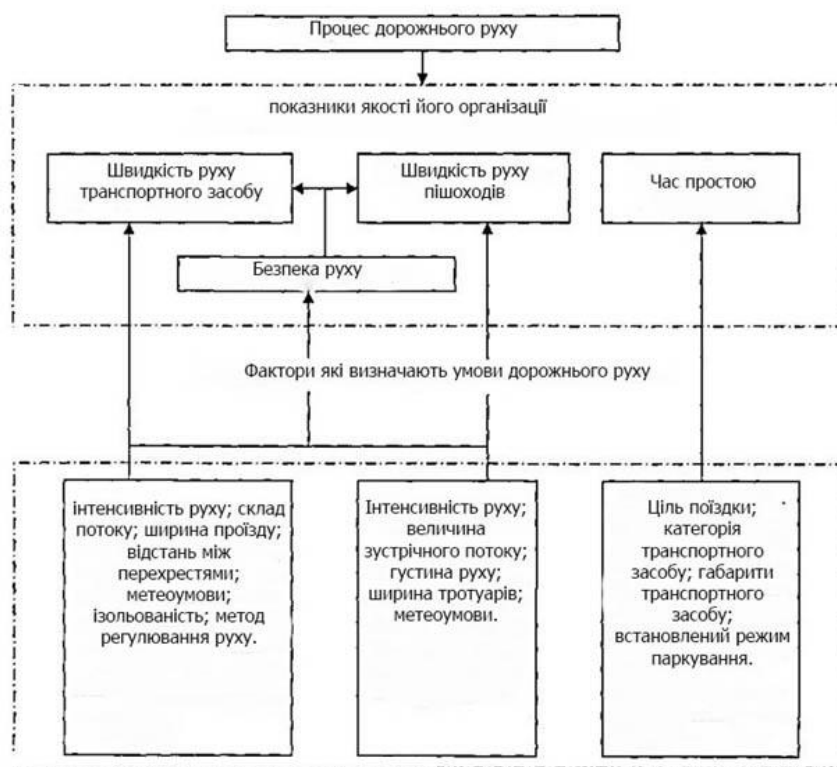 Процес дорожнього руху
показники якості його організації
Швидкість руху
транспортного засобу
Швидкість руху
пішоходів
Час простою
Безпека руху
Фактори які визначають умови дорожнього руху
інтенсивність руху; склад
потоку; ширина проїзду;
відстань між
перехрестями;
метеоумови;
ізольованість; метод
регулювання руху.
Інтенсивність руху;
величина
зустрічного потоку;
густина руху;
ширина тротуарів;
метеоумови.
Ціль поїздки;
категорія
транспортного
засобу; габарити
транспортного
засобу;
встановлений режим
паркування.